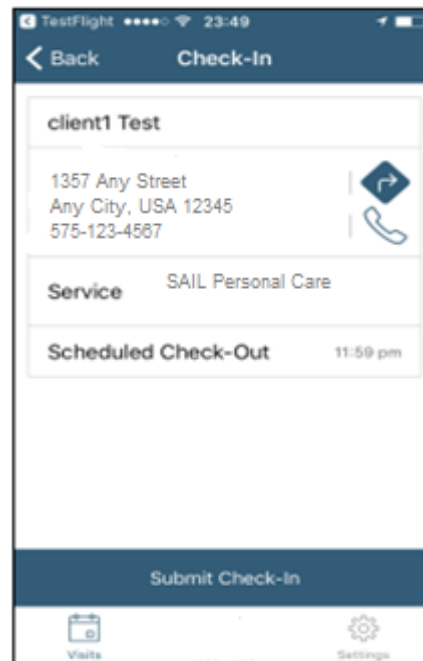 TestFlight 23:49
Back Check-In
client1 Test
1357 Any Street
Any City, USA 12345
575-123-4567
Service SAIL Personal Care
Scheduled Check-Out 11:59 pm
Submit Check-In
Visits Settings